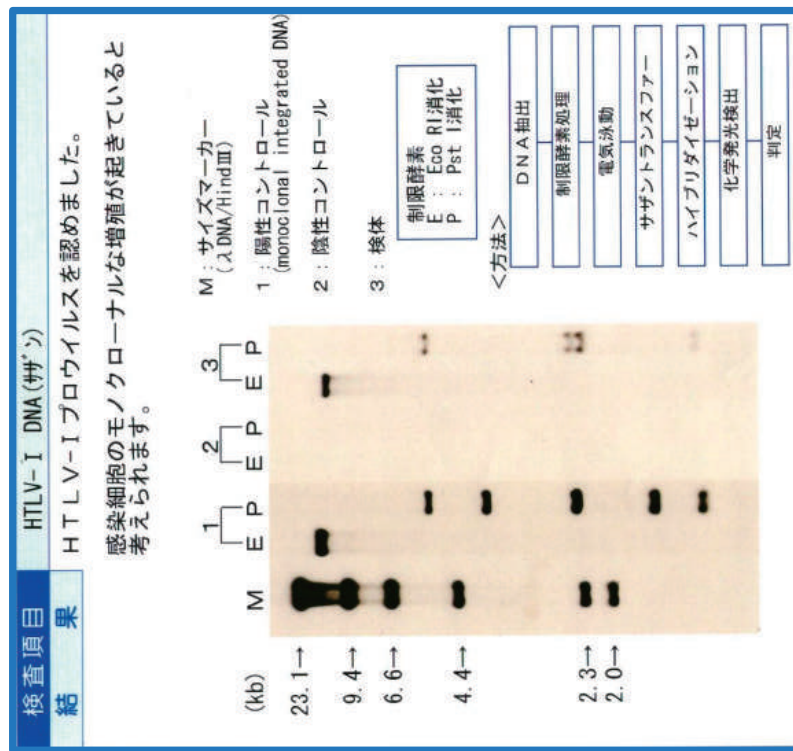 検査項目 HTLV-I DNA(ｻｻﾞﾝ)
結果 HTLV-Iプロウイルスを認めました。
感染細胞のモノクローナルな増殖が起きていると
考えられます。
1 2 3
M E P E P E P
(kb)
23.1→
9.4→
6.6→
4.4→
2.3→
2.0→
M：サイズマーカー
(λDNA/HindⅢ)
1：陽性コントロール
(monoclonal integrated DNA)
2：陰性コントロール
3：検体
制限酵素
E：Eco RI消化
P：Pst I消化
<方法>
DNA抽出
制限酵素処理
電気泳動
サザントランスファー
ハイブリダイゼーション
化学発光検出
判定